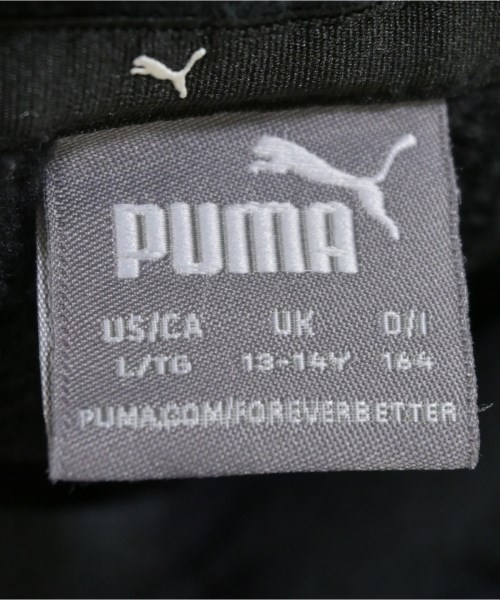 PUMA
US/CA UK D/I
L/TG 13-14Y 164
PUMA.COM/FOREVERBETTER